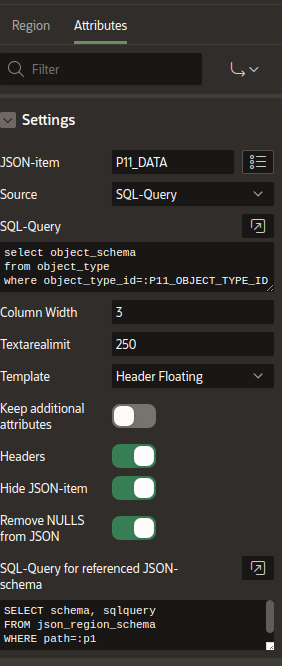 Region Attributes
Filter
Settings
JSON-item P11_DATA
Source SQL-Query
SQL-Query
select object_schema
from object_type
where object_type_id=:P11_OBJECT_TYPE_ID
Column Width 3
Textarealimit 250
Template Header Floating
Keep additional
attributes
Headers
Hide JSON-item
Remove NULLS
from JSON
SQL-Query for referenced JSON-
schema
SELECT schema, sqlquery
FROM json_region_schema
WHERE path=:p1